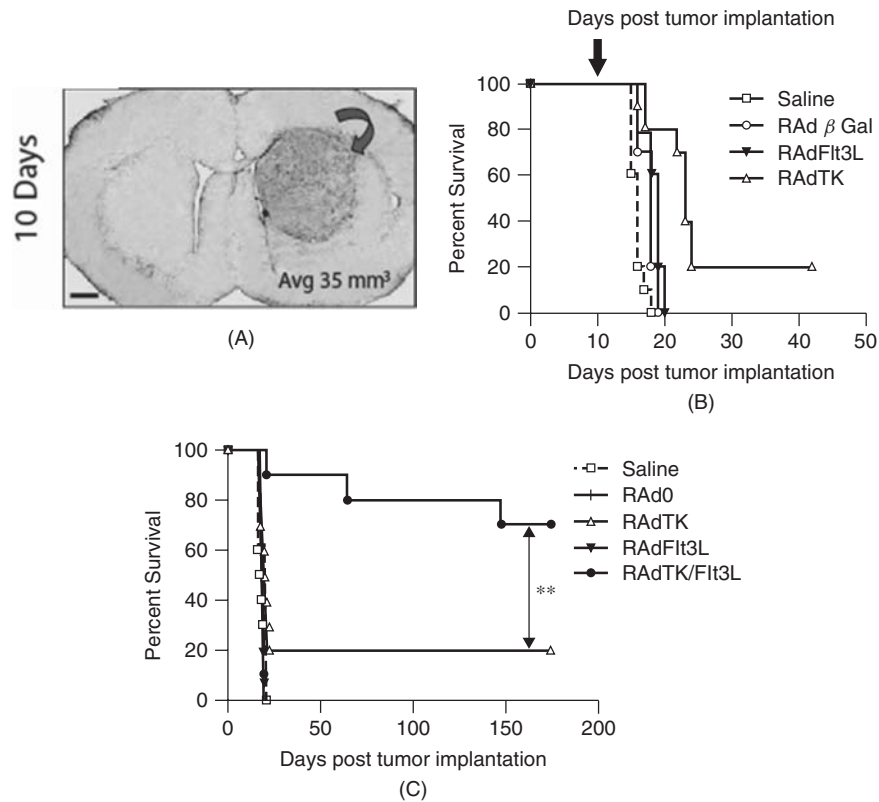 Days post tumor implantation
10 Days
Avg 35 mm³
(A)
Percent Survival
100
80
60
40
20
0
0 10 20 30 40 50
Days post tumor implantation
(B)
Saline
RAd β Gal
RAdFlt3L
RAdTK
Percent Survival
100
80
60
40
20
0
0 50 100 150 200
Days post tumor implantation
(C)
**
Saline
RAd0
RAdTK
RAdFlt3L
RAdTK/Flt3L